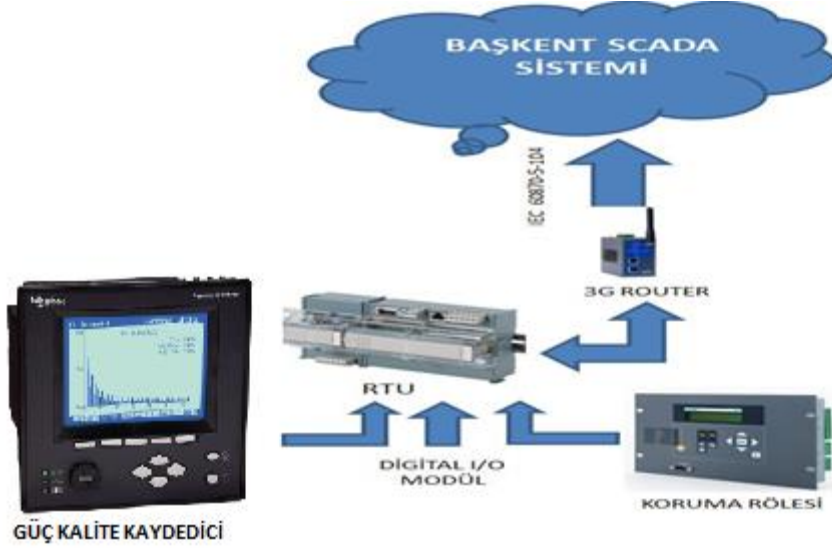 BAŞKENT SCADA
SİSTEMİ
IEC 60870-5-104
3G ROUTER
RTU
DİGİTAL I/O
MODÜL
KORUMA RÖLESİ
GÜÇ KALİTE KAYDEDİCİ